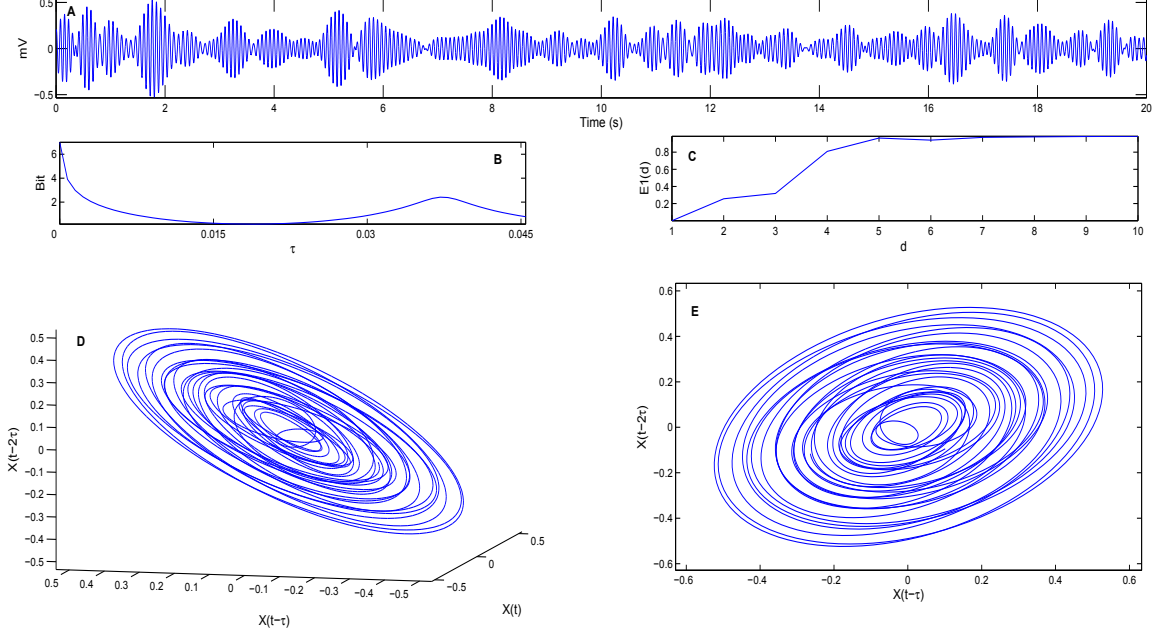 A
0.5
0
−0.5
mV
0 2 4 6 8 10 12 14 16 18 20
Time (s)
B
6
4
2
Bit
0 0.015 0.03 0.045
τ
C
0.8
0.6
0.4
0.2
E1(d)
1 2 3 4 5 6 7 8 9 10
d
D
0.5
0.4
0.3
0.2
0.1
0
−0.1
−0.2
−0.3
−0.4
−0.5
X(t−2τ)
0.5 0.4 0.3 0.2 0.1 0 −0.1 −0.2 −0.3 −0.4 −0.5
X(t−τ)
−0.5 0 0.5
X(t)
E
0.6
0.4
0.2
0
−0.2
−0.4
−0.6
X(t−2τ)
−0.6 −0.4 −0.2 0 0.2 0.4 0.6
X(t−τ)